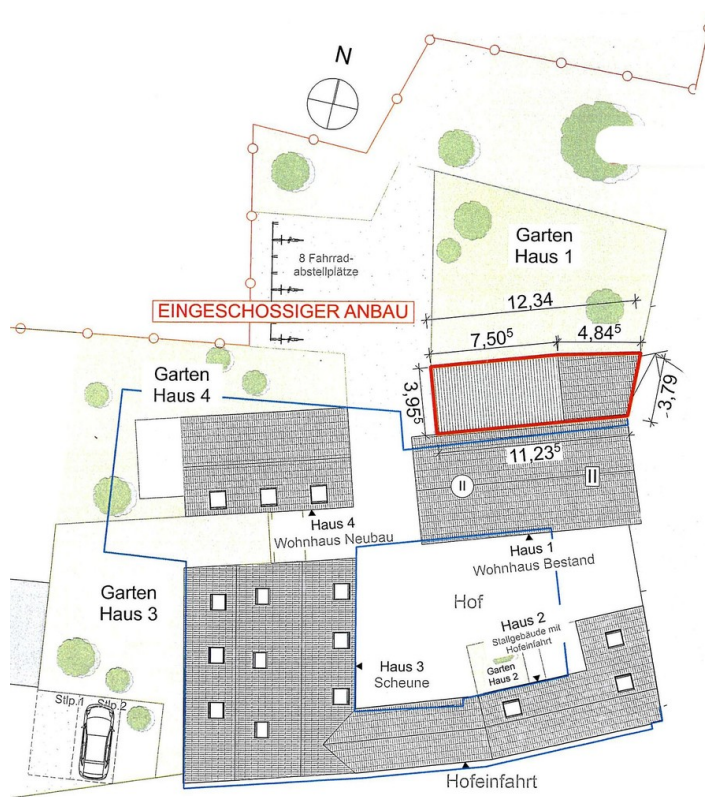 N
Garten
Haus 1
8 Fahrrad-
abstellplätze
12,34
EINGESCHOSSIGER ANBAU
7,50⁵
4,84⁵
Garten
Haus 4
3,95⁵
3,79
11,23⁵
II
II
Haus 4
Wohnhaus Neubau
Haus 1
Wohnhaus Bestand
Garten
Haus 3
Hof
Haus 2
Stallgebäude mit
Hofeinfahrt
Haus 3
Scheune
Garten
Haus 2
Stlp.1
Stlp.2
Hofeinfahrt